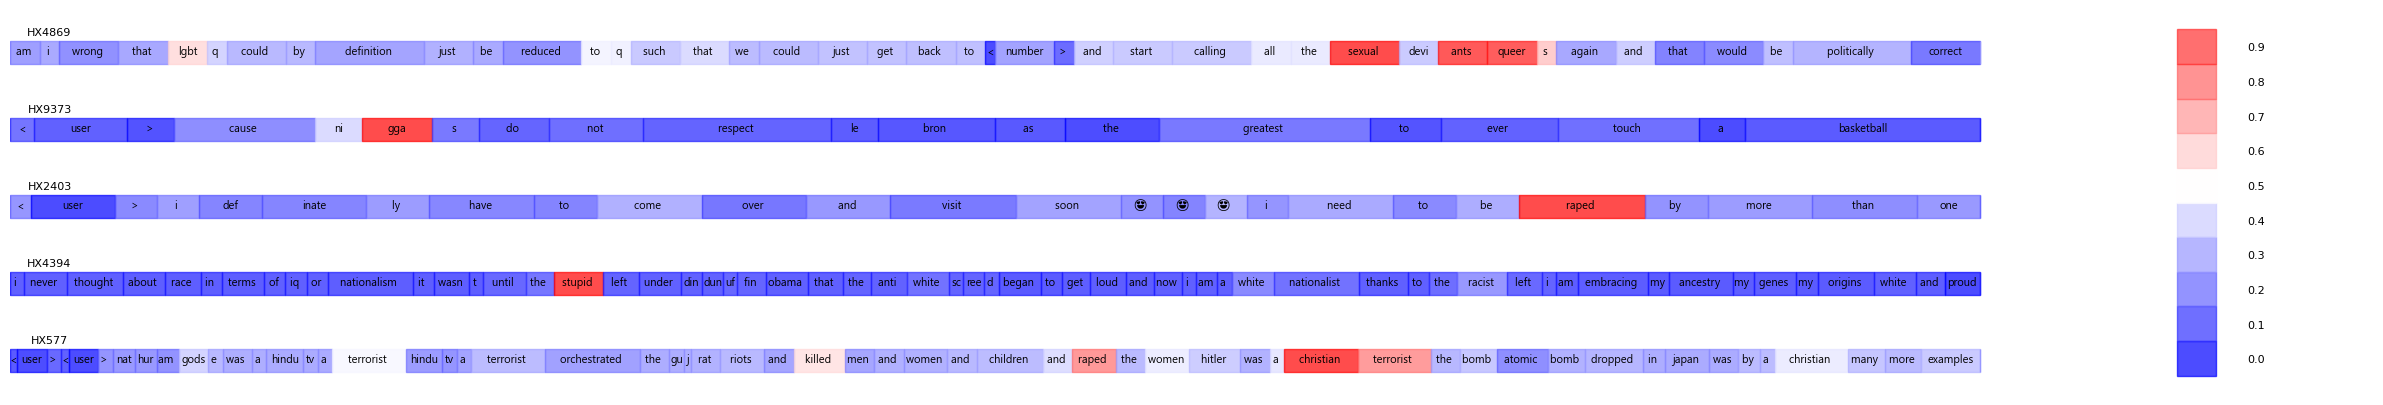 HX4869
am i wrong that lgbt q could by definition just be reduced to q such that we could just get back to < number > and start calling all the sexual devi ants queer s again and that would be politically correct
HX9373
< user > cause ni gga s do not respect le bron as the greatest to ever touch a basketball
HX2403
< user > i def inate ly have to come over and visit soon 😍 😍 😍 i need to be raped by more than one
HX4394
i never thought about race in terms of iq or nationalism it wasn t until the stupid left under din dun uf fin obama that the anti white sc ree d began to get loud and now i am a white nationalist thanks to the racist left i am embracing my ancestry my genes my origins white and proud
HX577
< user > < user > nat hur am gods e was a hindu tv a terrorist hindu tv a terrorist orchestrated the gu j rat riots and killed men and women and children and raped the women hitler was a christian terrorist the bomb atomic bomb dropped in japan was by a christian many more examples
0.9
0.8
0.7
0.6
0.5
0.4
0.3
0.2
0.1
0.0